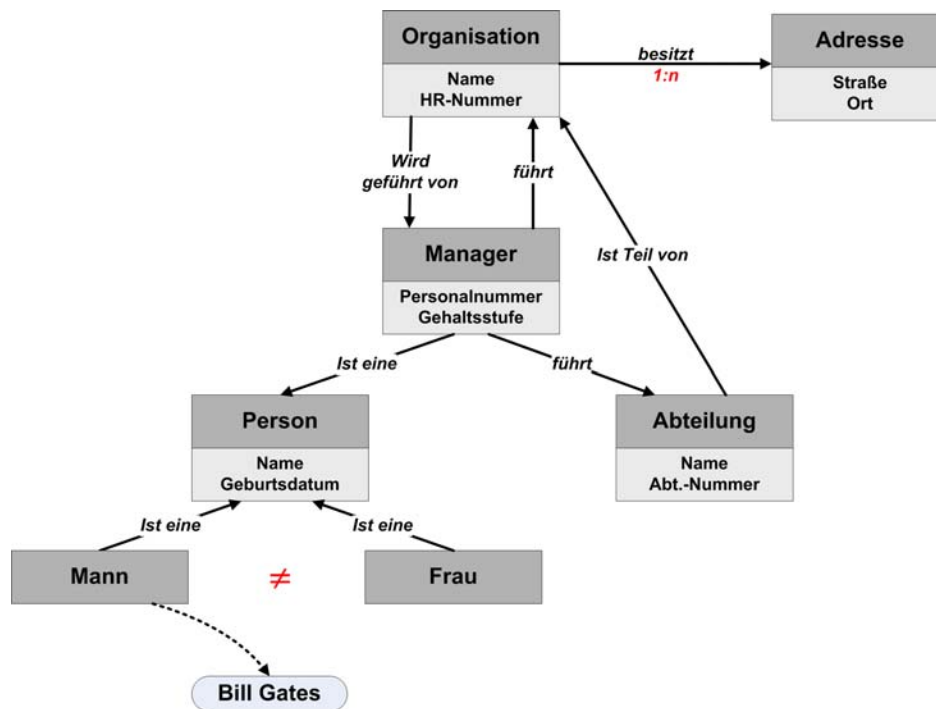 Organisation
Name
HR-Nummer
besitzt
1:n
Adresse
Straße
Ort
Wird
geführt von
führt
Ist Teil von
Manager
Personalnummer
Gehaltsstufe
Ist eine
führt
Person
Name
Geburtsdatum
Abteilung
Name
Abt.-Nummer
Ist eine
Ist eine
Mann
≠
Frau
Bill Gates